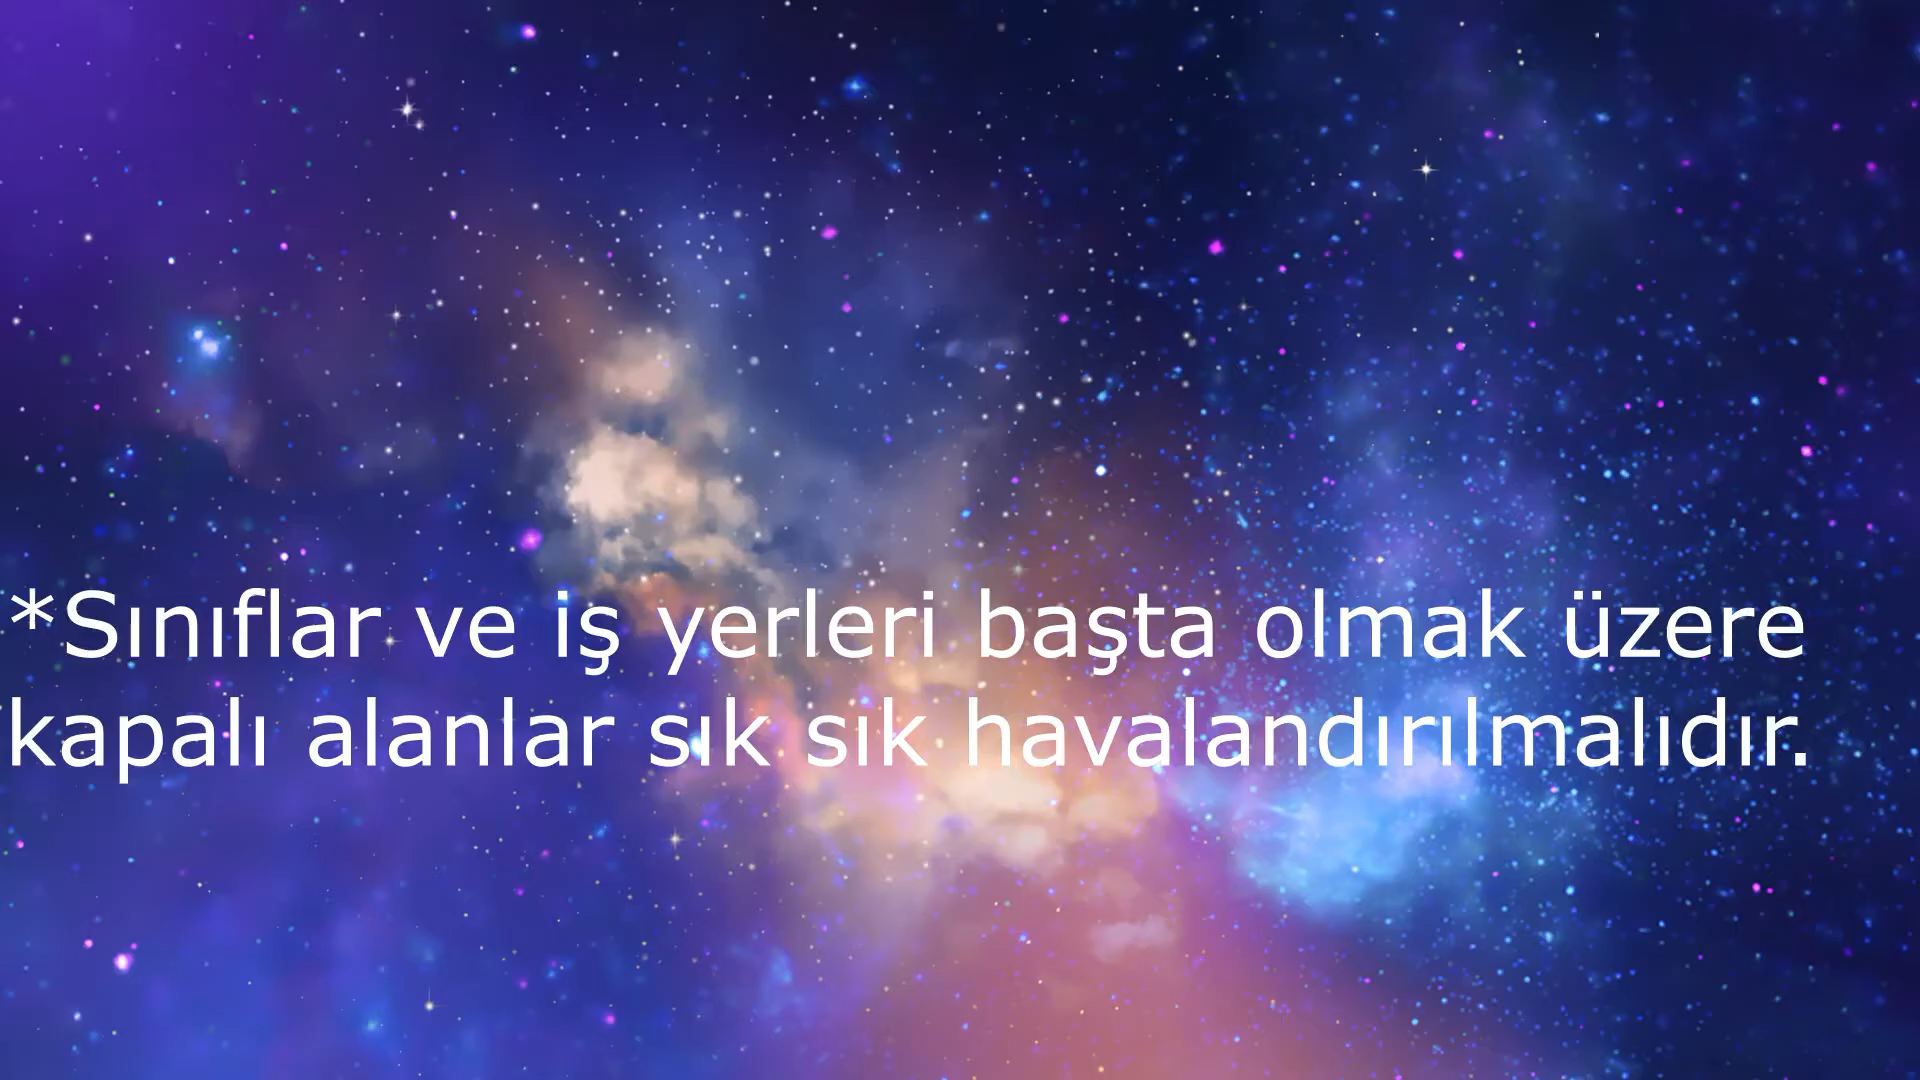 *Sınıflar ve iş yerleri başta olmak üzere
kapalı alanlar sık sık havalandırılmalıdır.